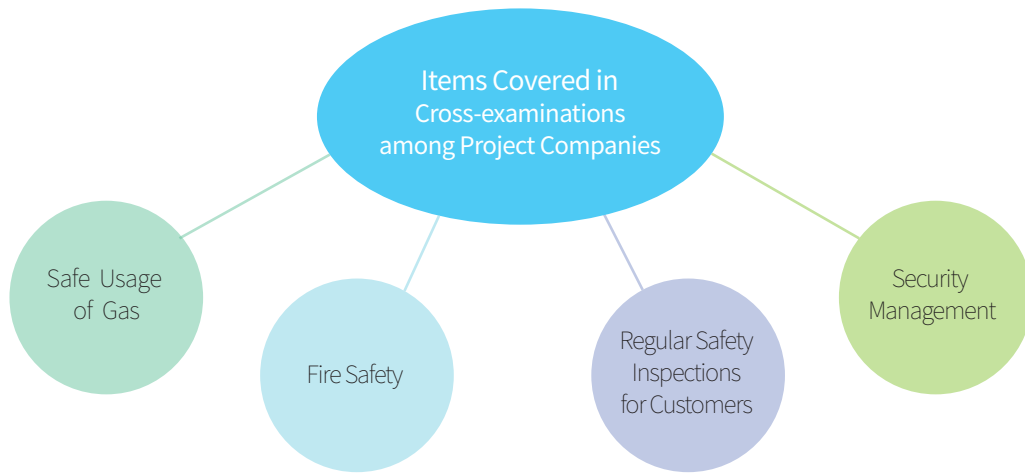 Items Covered in
Cross-examinations
among Project Companies
Safe Usage
of Gas
Fire Safety
Regular Safety
Inspections
for Customers
Security
Management